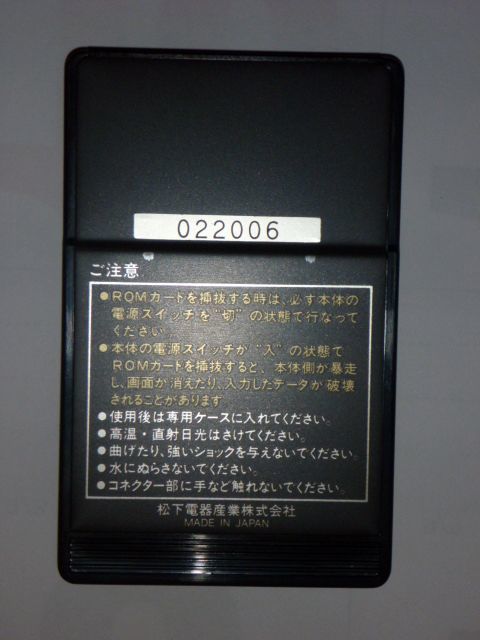 022006
ご注意
●ROMカードを挿抜する時は、必ず本体の
電源スイッチを"切"の状態で行なって
ください。
●本体の電源スイッチが"入"の状態で
ROMカードを挿抜すると、本体側が暴走
し、画面が消えたり、入力したデータが破壊
されることがあります。
●使用後は専用ケースに入れてください。
●高温・直射日光はさけてください。
●曲げたり、強いショックを与えないでください。
●水にぬらさないでください。
●コネクター部に手など触れないでください。
松下電器産業株式会社
MADE IN JAPAN